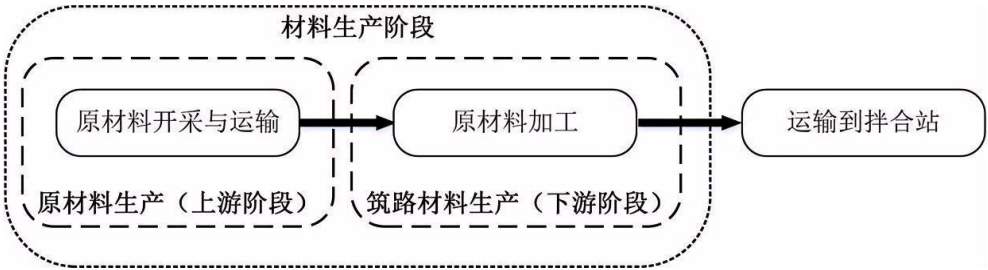 材料生产阶段
原材料开采与运输
原材料加工
运输到拌合站
原材料生产（上游阶段）
筑路材料生产（下游阶段）